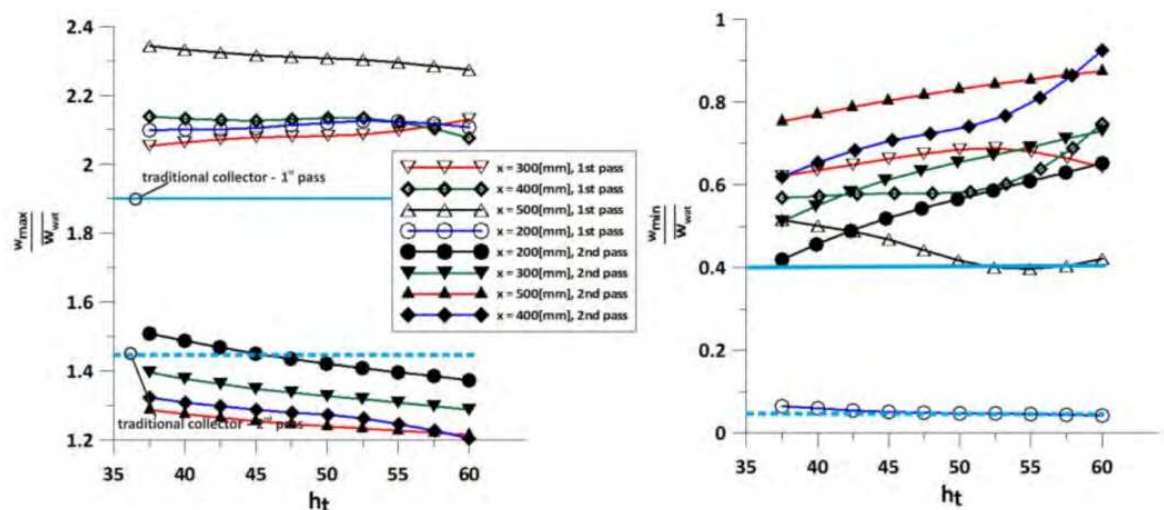 2.4
2.2
2
1.8
1.6
1.4
1.2
35 40 45 50 55 60
h_t
w_max
w_wat
traditional collector - 1st pass
traditional collector - pass
x = 300[mm], 1st pass
x = 400[mm], 1st pass
x = 500[mm], 1st pass
x = 200[mm], 1st pass
x = 200[mm], 2nd pass
x = 300[mm], 2nd pass
x = 500[mm], 2nd pass
x = 400[mm], 2nd pass
1
0.8
0.6
0.4
0.2
0
35 40 45 50 55 60
h_t
w_min
w_wat